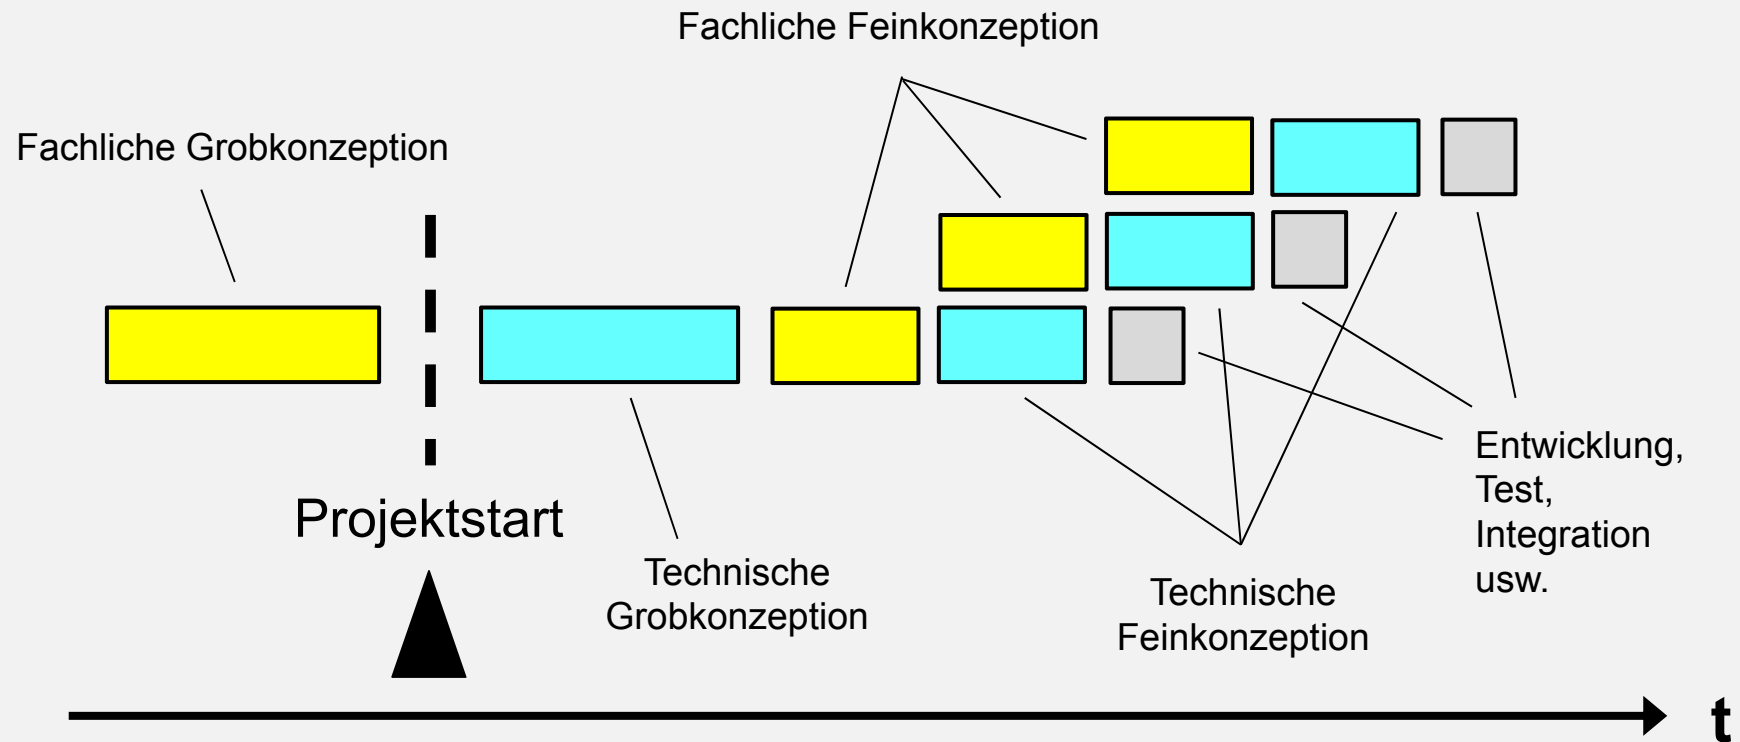 Fachliche Feinkonzeption
Fachliche Grobkonzeption
Projektstart
Technische
Grobkonzeption
Technische
Feinkonzeption
Entwicklung,
Test,
Integration
usw.
t